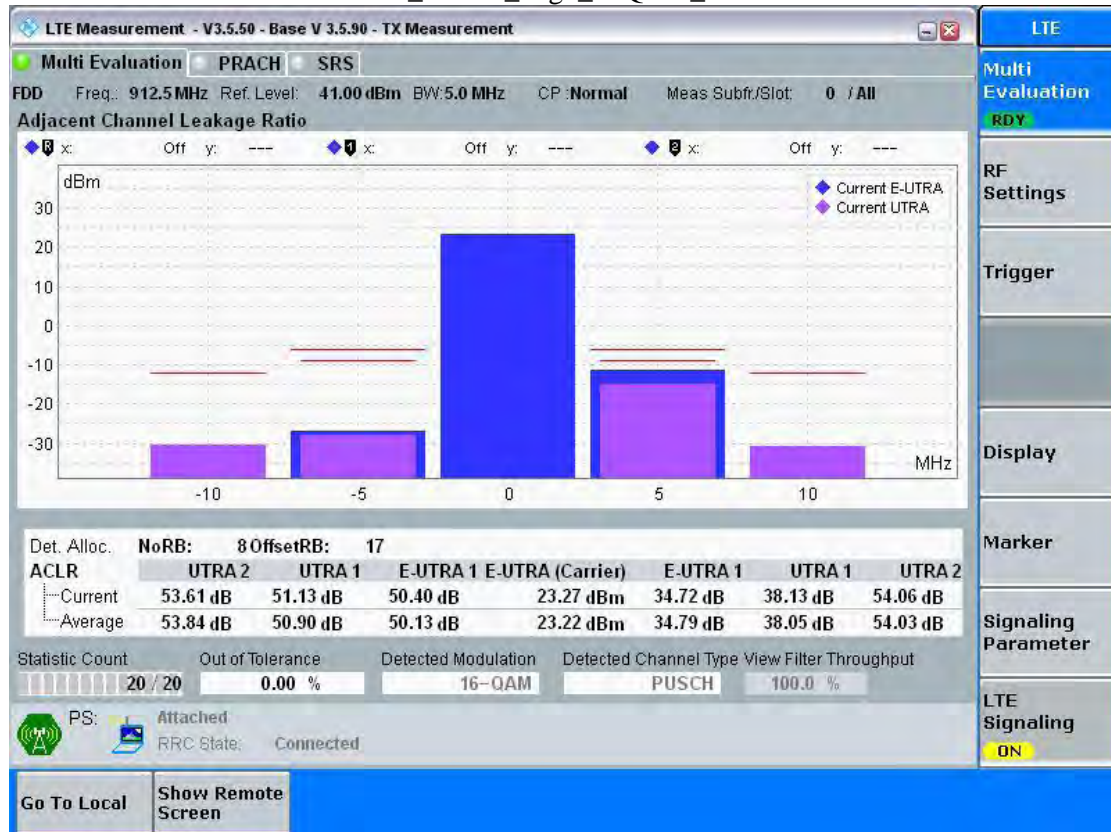 LTE Measurement - V3.5.50 - Base V 3.5.90 - TX Measurement
LTE
Multi Evaluation PRACH SRS
FDD Freq.: 912.5 MHz Ref. Level: 41.00 dBm BW: 5.0 MHz CP :Normal Meas Subfr./Slot: 0 / All
Adjacent Channel Leakage Ratio
R x: Off y: --- 1 x: Off y: --- 2 x: Off y: ---
dBm
Current E-UTRA
Current UTRA
30
20
10
0
-10
-20
-30
MHz
-10 -5 0 5 10
Det. Alloc. NoRB: 8 OffsetRB: 17
ACLR UTRA 2 UTRA 1 E-UTRA 1 E-UTRA (Carrier) E-UTRA 1 UTRA 1 UTRA 2
Current 53.61 dB 51.13 dB 50.40 dB 23.27 dBm 34.72 dB 38.13 dB 54.06 dB
Average 53.84 dB 50.90 dB 50.13 dB 23.22 dBm 34.79 dB 38.05 dB 54.03 dB
Statistic Count Out of Tolerance Detected Modulation Detected Channel Type View Filter Throughput
20 / 20 0.00 % 16-QAM PUSCH 100.0 %
PS: Attached
RRC State: Connected
Multi
Evaluation
RDY
RF
Settings
Trigger
Display
Marker
Signaling
Parameter
LTE
Signaling
ON
Go To Local
Show Remote
Screen